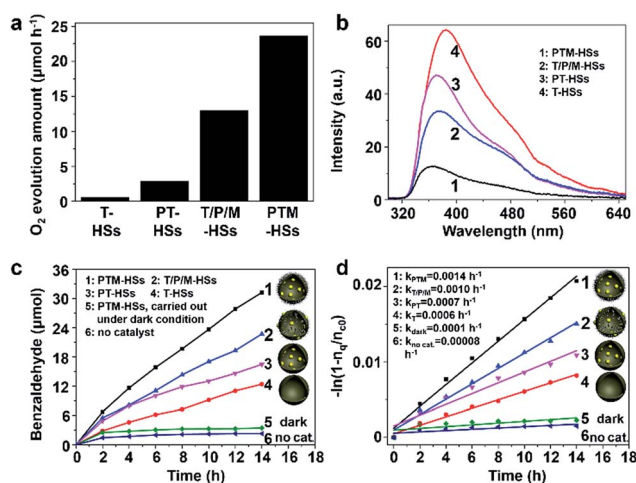 a
O₂ evolution amount (μmol h⁻¹)
25
20
15
10
5
0
T-
HSs
PT-
HSs
T/P/M
-HSs
PTM
-HSs
b
Intensity (a.u.)
60
40
20
0
4
3
2
1
1: PTM-HSs
2: T/P/M-HSs
3: PT-HSs
4: T-HSs
320 400 480 560 640
Wavelength (nm)
c
Benzaldehyde (μmol)
36
30
24
18
12
6
0
1: PTM-HSs 2: T/P/M-HSs
3: PT-HSs 4: T-HSs
5: PTM-HSs, carried out
under dark condition
6: no catalyst
1
2
3
4
5 dark
6 no cat.
0 2 4 6 8 10 12 14 16 18
Time (h)
d
-ln(1-nq/nc0)
0.02
0.01
0.00
1: kPTM=0.0014 h⁻¹
2: kT/P/M=0.0010 h⁻¹
3: kPT=0.0007 h⁻¹
4: kT=0.0006 h⁻¹
5: kdark=0.0001 h⁻¹
6: kno cat.=0.00008
h⁻¹
1
2
3
4
5 dark
6 no cat.
0 2 4 6 8 10 12 14 16 18
Time (h)